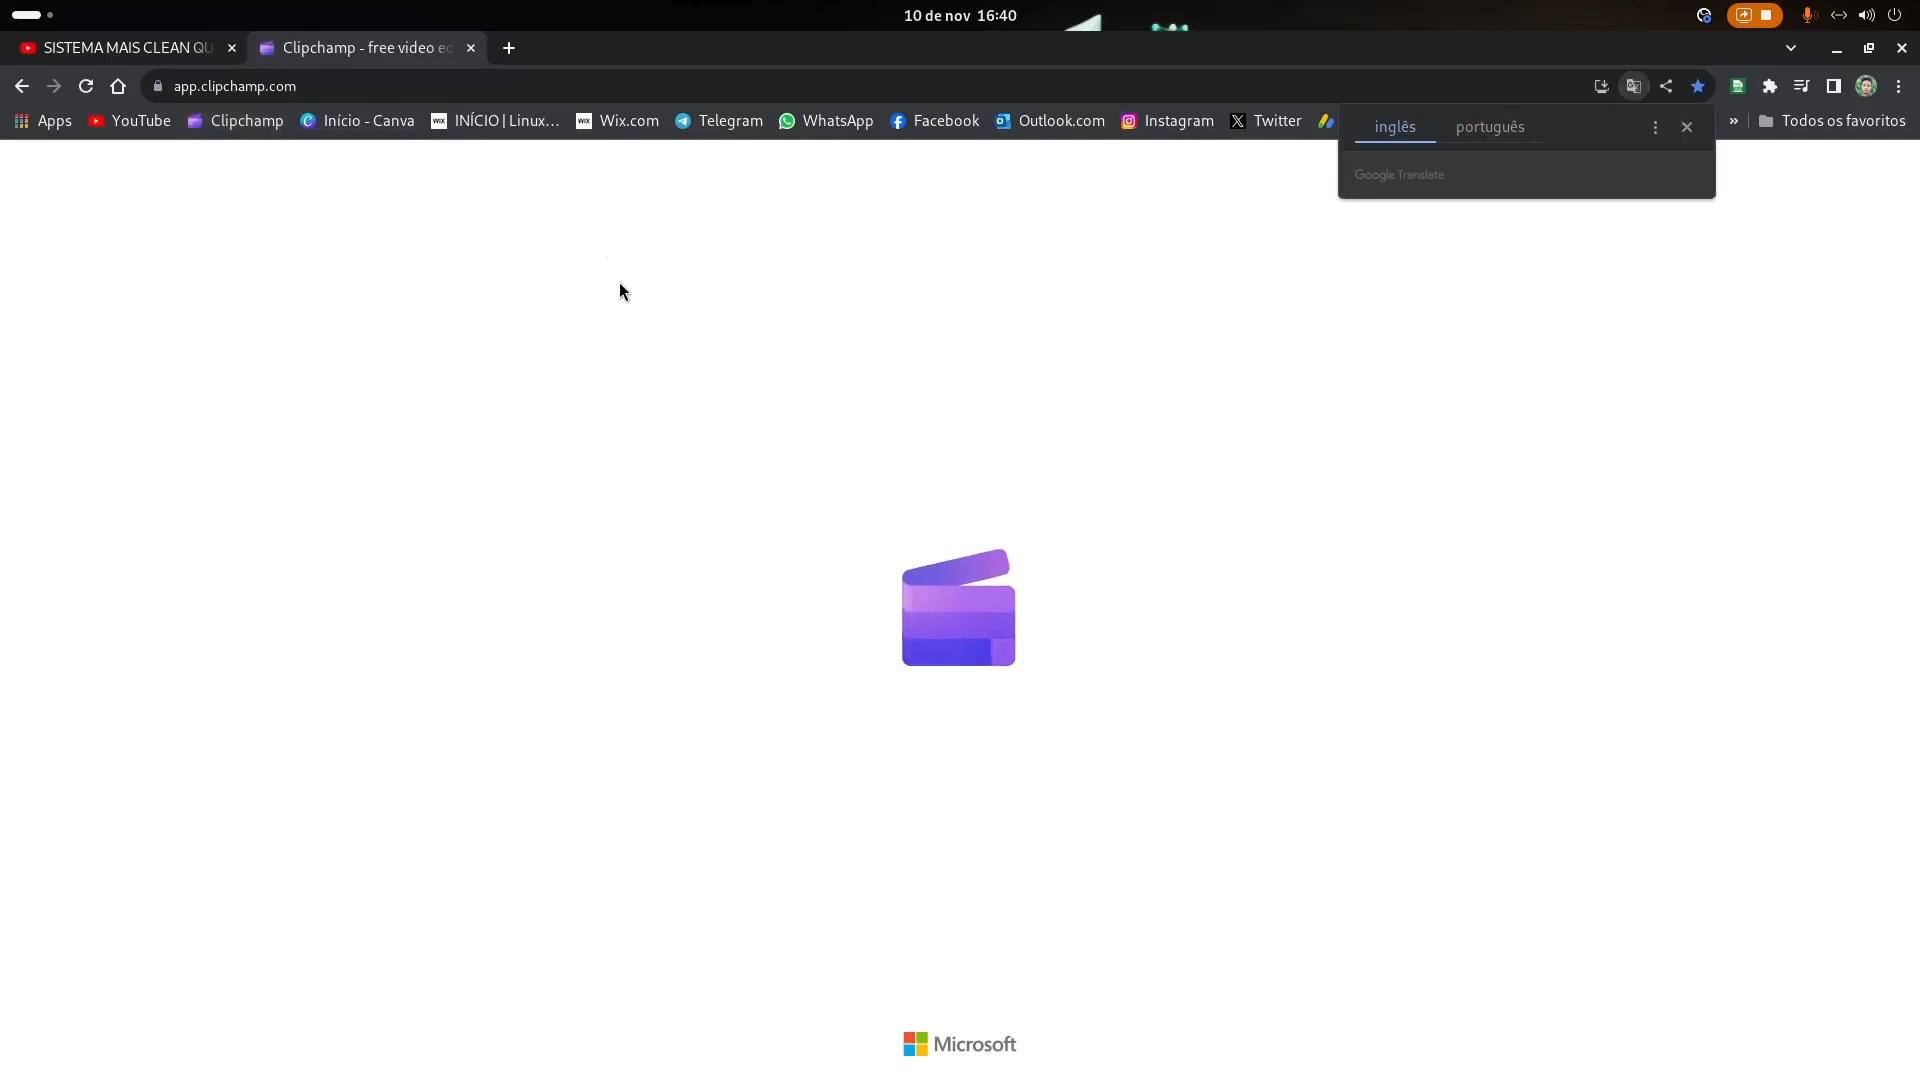 10 de nov 16:40
SISTEMA MAIS CLEAN QU
Clipchamp - free video ed
app.clipchamp.com
Apps
YouTube
Clipchamp
Início - Canva
INÍCIO | Linux...
Wix.com
Telegram
WhatsApp
Facebook
Outlook.com
Instagram
Twitter
»
Todos os favoritos
inglês
português
Google Translate
Microsoft